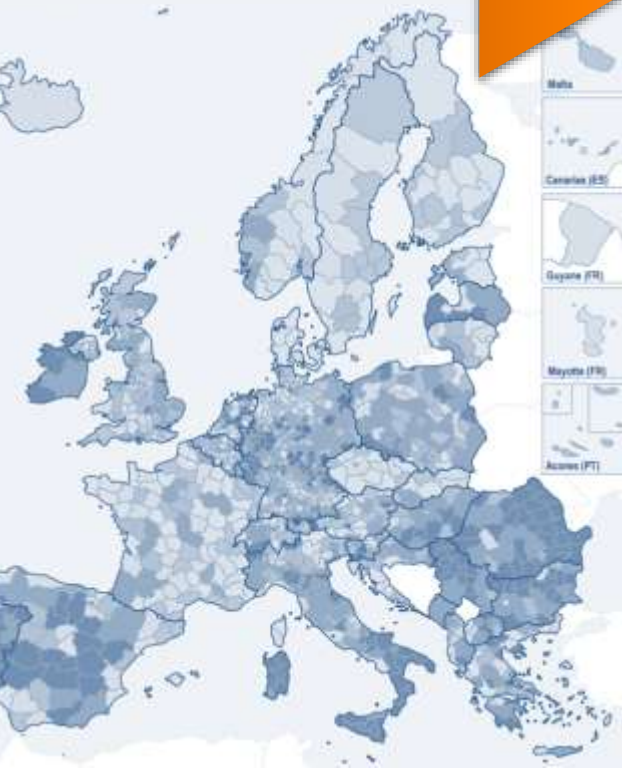 Malta
Canarias (ES)
Guyane (FR)
Mayotte (FR)
Acores (PT)